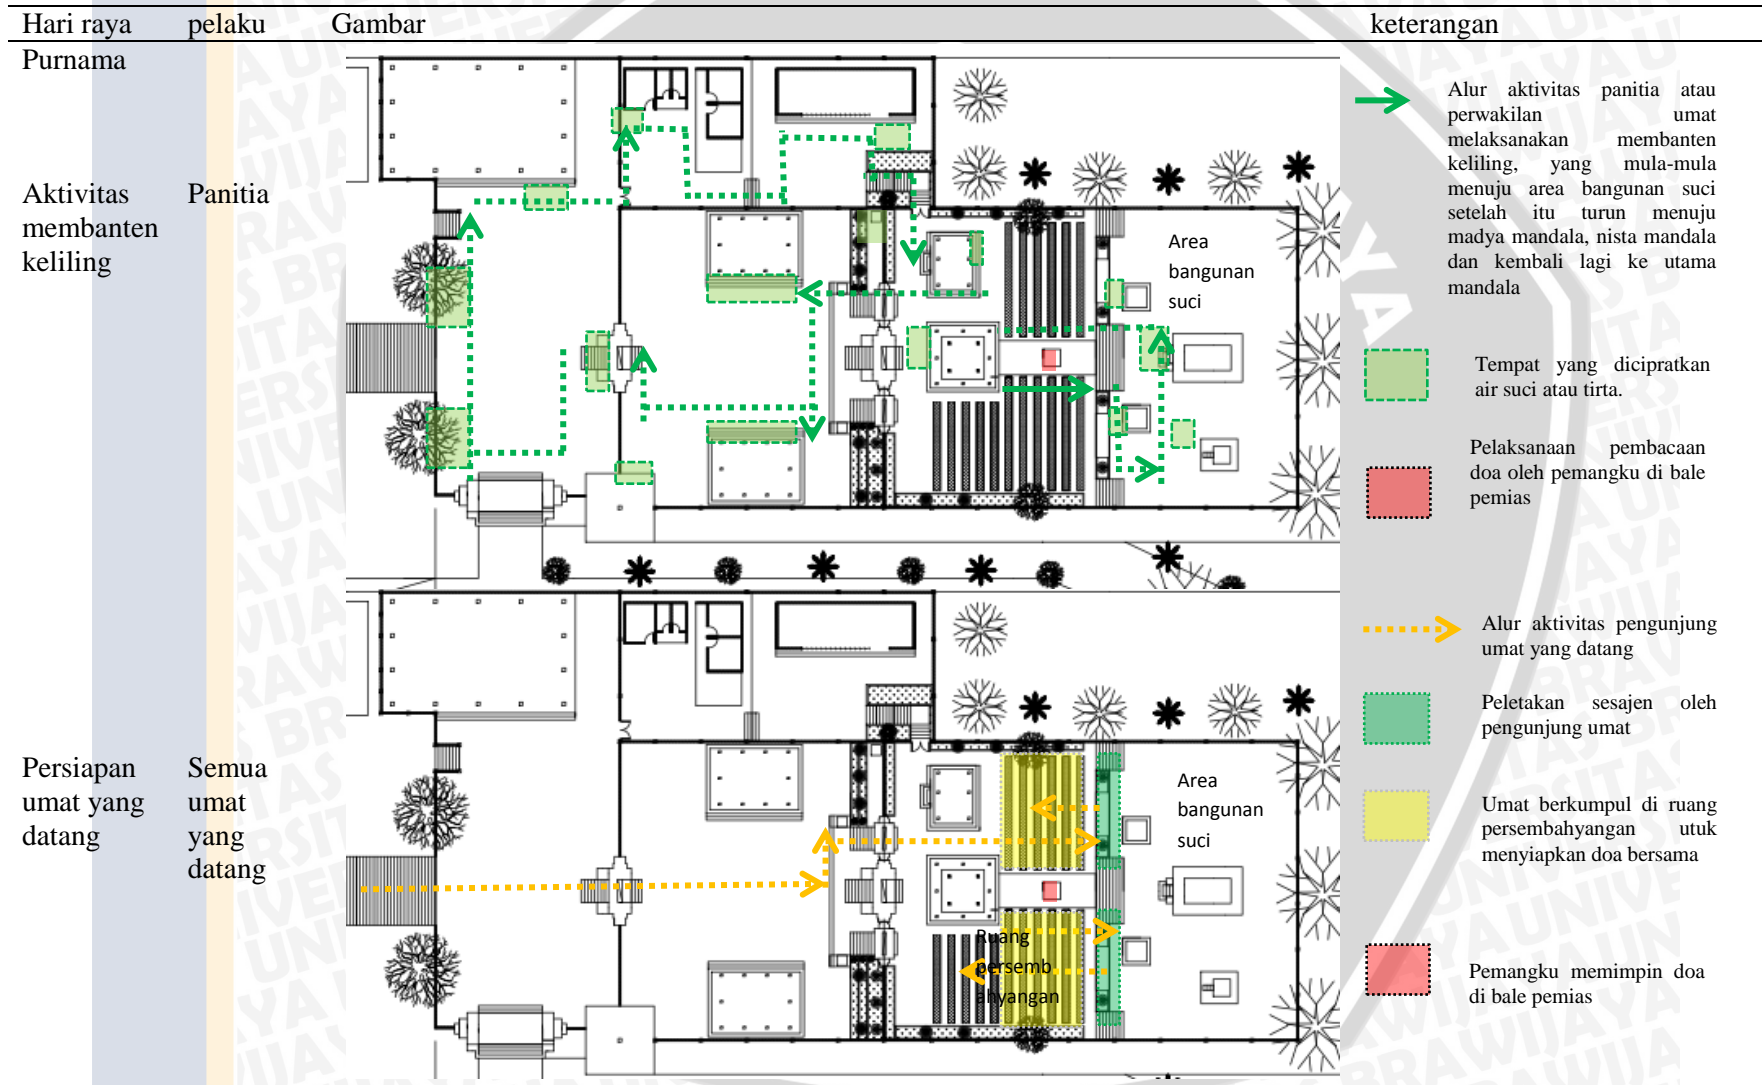 Hari raya pelaku Gambar keterangan
Purnama
Aktivitas
membanten
keliling
Panitia
Area
bangunan
suci
Alur aktivitas panitia atau
perwakilan umat
melaksanakan membanten
keliling, yang mula-mula
menuju area bangunan suci
setelah itu turun menuju
madya mandala, nista mandala
dan kembali lagi ke utama
mandala
Tempat yang dicipratkan
air suci atau tirta.
Pelaksanaan pembacaan
doa oleh pemangku di bale
pemias
Persiapan
umat yang
datang
Semua
umat
yang
datang
Area
bangunan
suci
Ruang
persemb
ahyangan
Alur aktivitas pengunjung
umat yang datang
Peletakan sesajen oleh
pengunjung umat
Umat berkumpul di ruang
persembahyangan utuk
menyiapkan doa bersama
Pemangku memimpin doa
di bale pemias